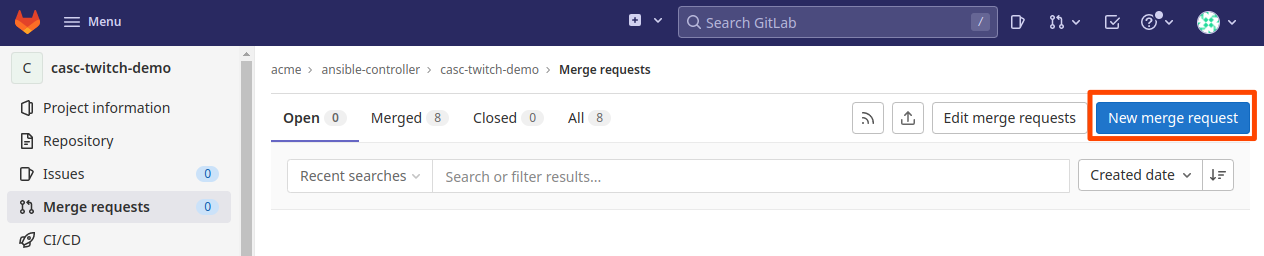 Menu
Search GitLab /
C casc-twitch-demo
Project information
Repository
Issues 0
Merge requests 0
CI/CD
acme > ansible-controller > casc-twitch-demo > Merge requests
Open 0 Merged 8 Closed 0 All 8
Edit merge requests New merge request
Recent searches Search or filter results... Created date